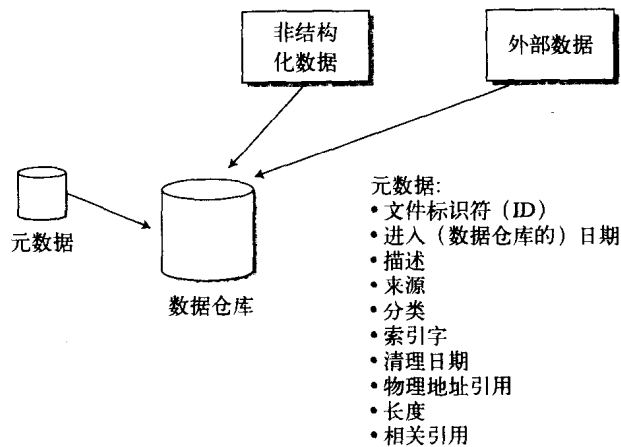 非结构
化数据
外部数据
元数据
数据仓库
元数据:
•文件标识符（ID）
•进入（数据仓库的）日期
•描述
•来源
•分类
•索引字
•清理日期
•物理地址引用
•长度
•相关引用